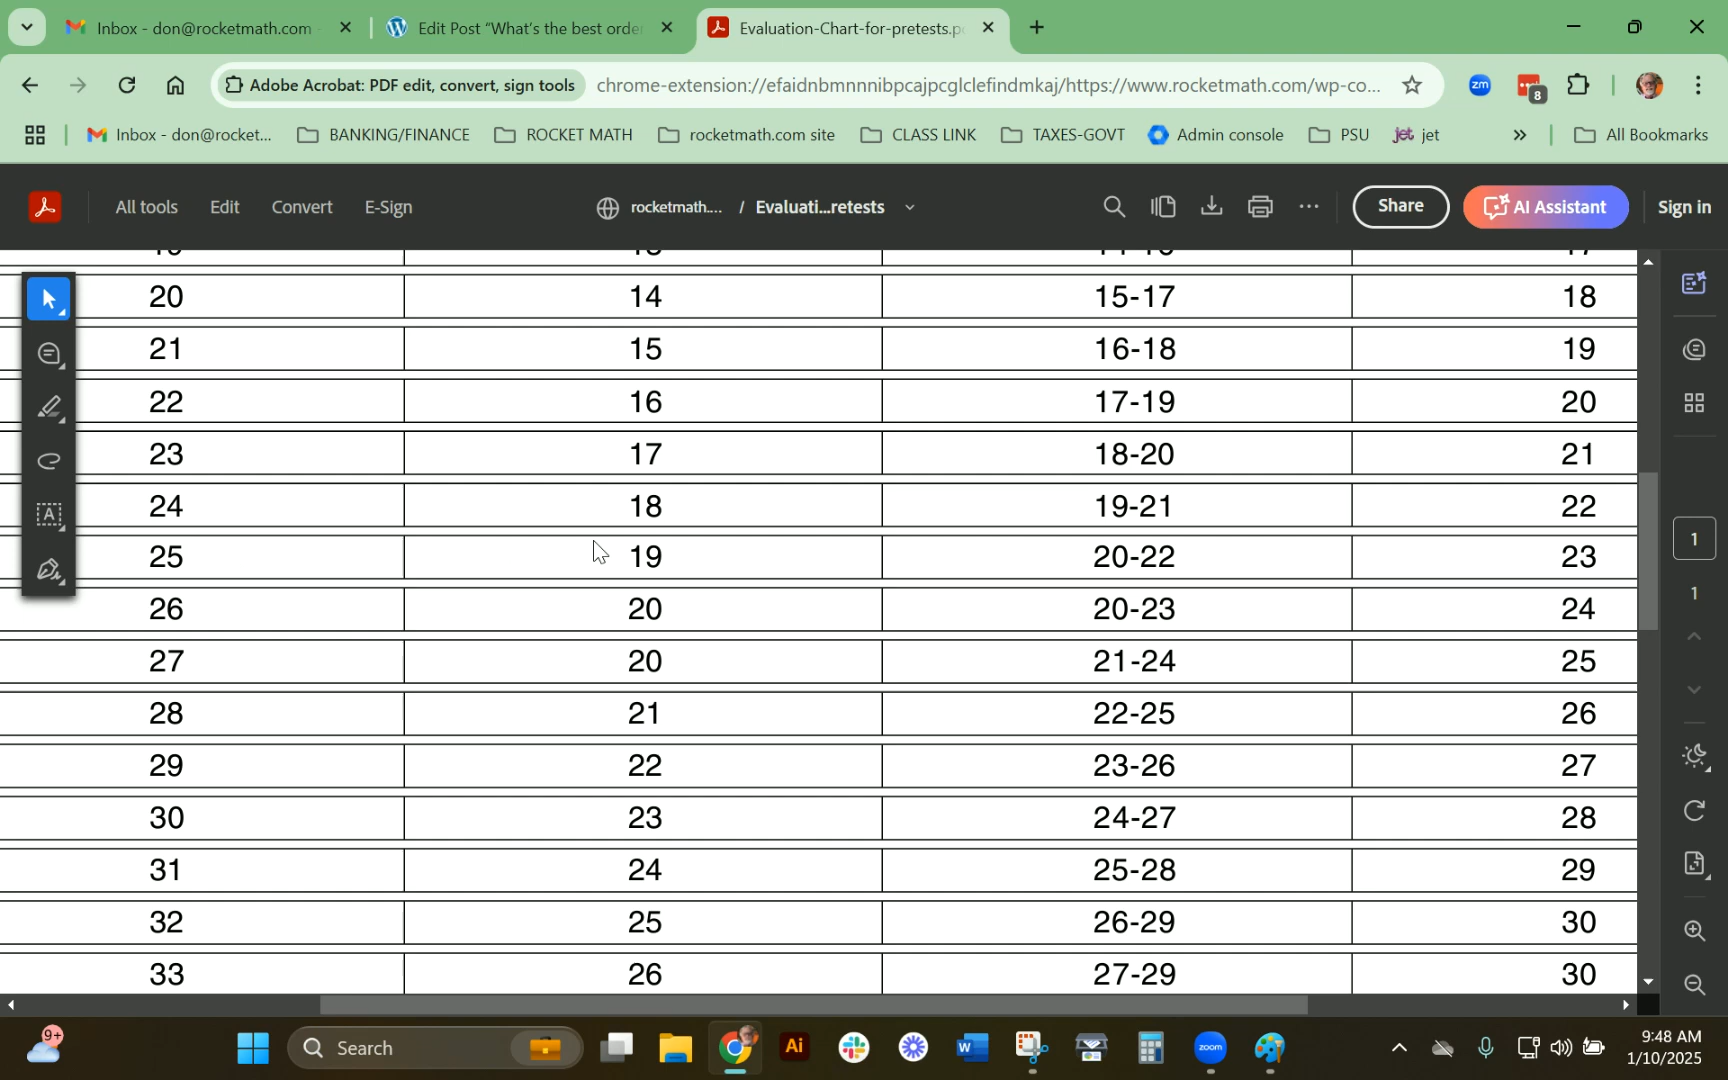 Inbox - don@rocketmath.com
Edit Post “What’s the best orde
Evaluation-Chart-for-pretests.p
Adobe Acrobat: PDF edit, convert, sign tools
chrome-extension://efaidnbmnnnibpcajpcglclefindmkaj/https://www.rocketmath.com/wp-co...
zm
8
Inbox - don@rocket...
BANKING/FINANCE
ROCKET MATH
rocketmath.com site
CLASS LINK
TAXES-GOVT
Admin console
PSU
jet jet
All Bookmarks
All tools
Edit
Convert
E-Sign
rocketmath.... / Evaluati...retests
Share
AI Assistant
Sign in
20 14 15-17 18
21 15 16-18 19
22 16 17-19 20
23 17 18-20 21
24 18 19-21 22
25 19 20-22 23
26 20 20-23 24
27 20 21-24 25
28 21 22-25 26
29 22 23-26 27
30 23 24-27 28
31 24 25-28 29
32 25 26-29 30
33 26 27-29 30
1
1
9+
Search
Ai
W
zoom
9:48 AM
1/10/2025